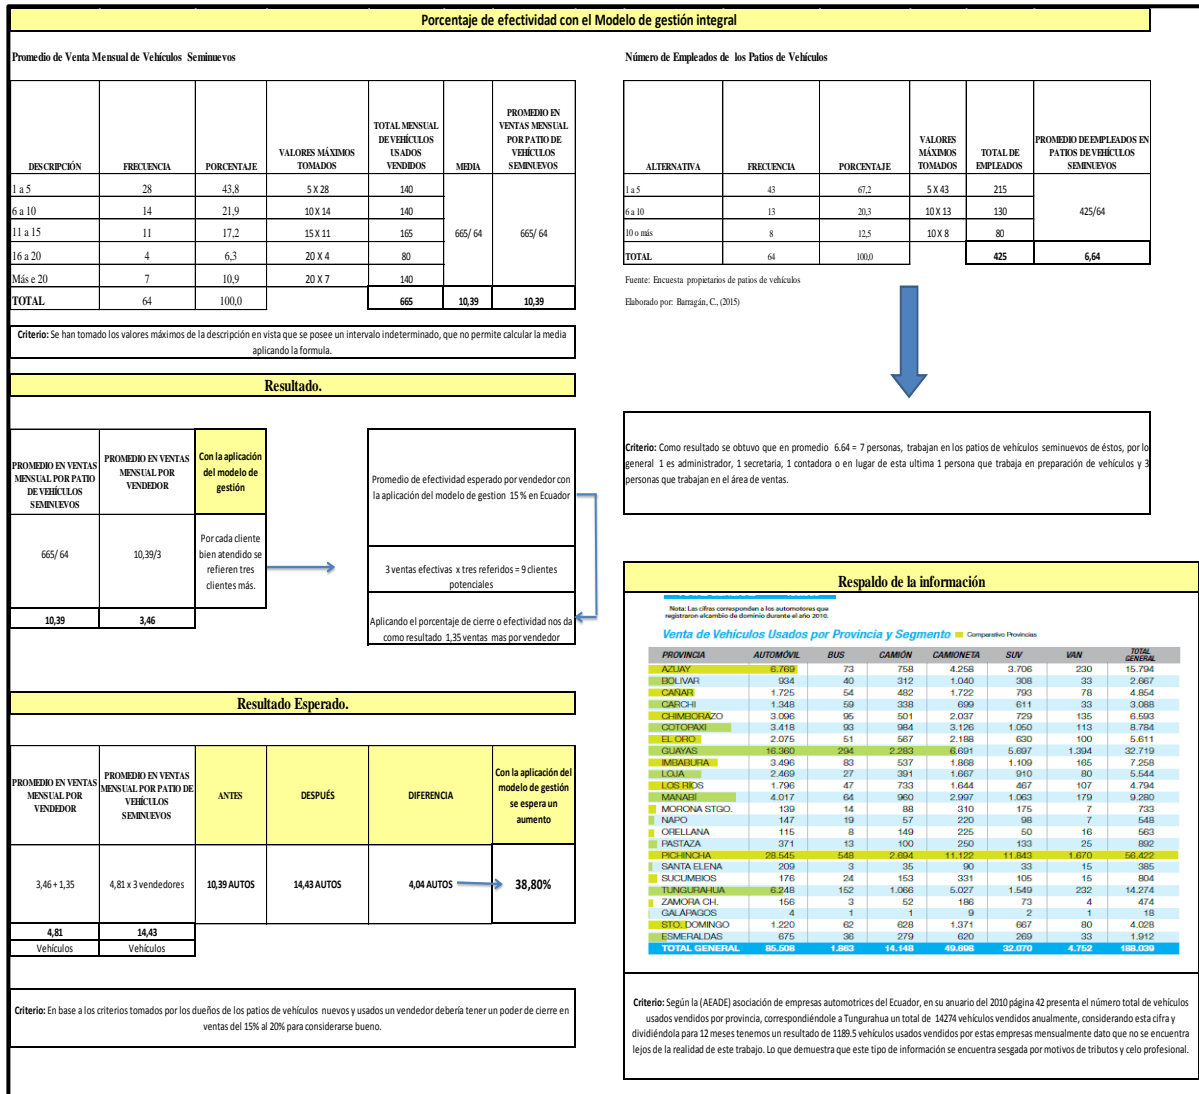 Porcentaje de efectividad con el Modelo de gestión integral
Promedio de Venta Mensual de Vehículos Seminuevos
DESCRIPCIÓN FRECUENCIA PORCENTAJE VALORES MÁXIMOS TOMADOS TOTAL MENSUAL DE VEHÍCULOS USADOS VENDIDOS MEDIA PROMEDIO EN VENTAS MENSUAL POR PATIO DE VEHÍCULOS SEMINUEVOS
1 a 5 28 43,8 5 X 28 140
6 a 10 14 21,9 10 X 14 140
11 a 15 11 17,2 15 X 11 165 665/ 64 665/ 64
16 a 20 4 6,3 20 X 4 80
Más e 20 7 10,9 20 X 7 140
TOTAL 64 100,0 665 10,39 10,39
Criterio: Se han tomado los valores máximos de la descripción en vista que se posee un intervalo indeterminado, que no permite calcular la media
aplicando la formula.
Número de Empleados de los Patios de Vehículos
ALTERNATIVA FRECUENCIA PORCENTAJE VALORES MÁXIMOS TOMADOS TOTAL DE EMPLEADOS PROMEDIO DE EMPLEADOS EN PATIOS DE VEHÍCULOS SEMINUEVOS
1 a 5 43 67,2 5 X 43 215
6 a 10 13 20,3 10 X 13 130 425/64
10 o más 8 12,5 10 X 8 80
TOTAL 64 100,0 425 6,64
Fuente: Encuesta propietarios de patios de vehículos
Elaborado por: Barragán, C., (2015)
Criterio: Como resultado se obtuvo que en promedio 6.64 = 7 personas, trabajan en los patios de vehículos seminuevos de éstos, por lo
general 1 es administrador, 1 secretaria, 1 contadora o en lugar de esta ultima 1 persona que trabaja en preparación de vehículos y 3
personas que trabajan en el área de ventas.
Resultado.
PROMEDIO EN VENTAS MENSUAL POR PATIO DE VEHÍCULOS SEMINUEVOS
PROMEDIO EN VENTAS MENSUAL POR VENDEDOR
Con la aplicación del modelo de gestión
665/ 64 10,39/3
Por cada cliente
bien atendido se
refieren tres
clientes más.
10,39 3,46
Promedio de efectividad esperado por vendedor con
la aplicación del modelo de gestion 15 % en Ecuador
3 ventas efectivas x tres referidos = 9 clientes
potenciales
Aplicando el porcentaje de cierre o efectividad nos da
como resultado 1,35 ventas mas por vendedor
Resultado Esperado.
PROMEDIO EN VENTAS MENSUAL POR VENDEDOR
PROMEDIO EN VENTAS MENSUAL POR PATIO DE VEHÍCULOS SEMINUEVOS
ANTES DESPUÉS DIFERENCIA
Con la aplicación del modelo de gestión se espera un aumento
3,46 + 1,35 4,81 x 3 vendedores 10,39 AUTOS 14,43 AUTOS 4,04 AUTOS 38,80%
4,81 14,43
Vehículos Vehículos
Criterio: En base a los criterios tomados por los dueños de los patios de vehículos nuevos y usados un vendedor debería tener un poder de cierre en
ventas del 15% al 20% para considerarse bueno.
Respaldo de la información
Nota: Las cifras corresponden a los automotores que
registraron elcambio de dominio durante el año 2010.
Venta de Vehículos Usados por Provincia y Segmento Comparativo Provincias
PROVINCIA AUTOMÓVIL BUS CAMIÓN CAMIONETA SUV VAN TOTAL GENERAL
AZUAY 6.769 73 758 4.258 3.706 230 15.794
BOLIVAR 934 40 312 1.040 308 33 2.667
CAÑAR 1.725 54 482 1.722 793 78 4.854
CARCHI 1.348 59 338 699 611 33 3.088
CHIMBORAZO 3.096 95 501 2.037 729 135 6.593
COTOPAXI 3.418 93 984 3.126 1.050 113 8.784
EL ORO 2.075 51 567 2.188 630 100 5.611
GUAYAS 16.360 294 2.283 6.691 5.697 1.394 32.719
IMBABURA 3.496 83 537 1.868 1.109 165 7.258
LOJA 2.469 27 391 1.667 910 80 5.544
LOS RÍOS 1.796 47 733 1.644 467 107 4.794
MANABÍ 4.017 64 960 2.997 1.063 179 9.280
MORONA STGO. 139 14 88 310 175 7 733
NAPO 147 19 57 220 98 7 548
ORELLANA 115 8 149 225 50 16 563
PASTAZA 371 13 100 250 133 25 892
PICHINCHA 28.545 548 2.694 11.122 11.843 1.670 56.422
SANTA ELENA 209 3 35 90 33 15 385
SUCUMBIOS 176 24 153 331 105 15 804
TUNGURAHUA 6.248 152 1.066 5.027 1.549 232 14.274
ZAMORA CH. 156 3 52 186 73 4 474
GALÁPAGOS 4 1 1 9 2 1 18
STO. DOMINGO 1.220 62 628 1.371 667 80 4.028
ESMERALDAS 675 36 279 620 269 33 1.912
TOTAL GENERAL 85.508 1.863 14.148 49.698 32.070 4.752 188.039
Criterio: Según la (AEADE) asociación de empresas automotrices del Ecuador, en su anuario del 2010 página 42 presenta el número total de vehículos
usados vendidos por provincia, correspondiéndole a Tungurahua un total de 14274 vehículos vendidos anualmente, considerando esta cifra y
dividiéndola para 12 meses tenemos un resultado de 1189.5 vehículos usados vendidos por estas empresas mensualmente dato que no se encuentra
lejos de la realidad de este trabajo. Lo que demuestra que este tipo de información se encuentra sesgada por motivos de tributos y celo profesional.